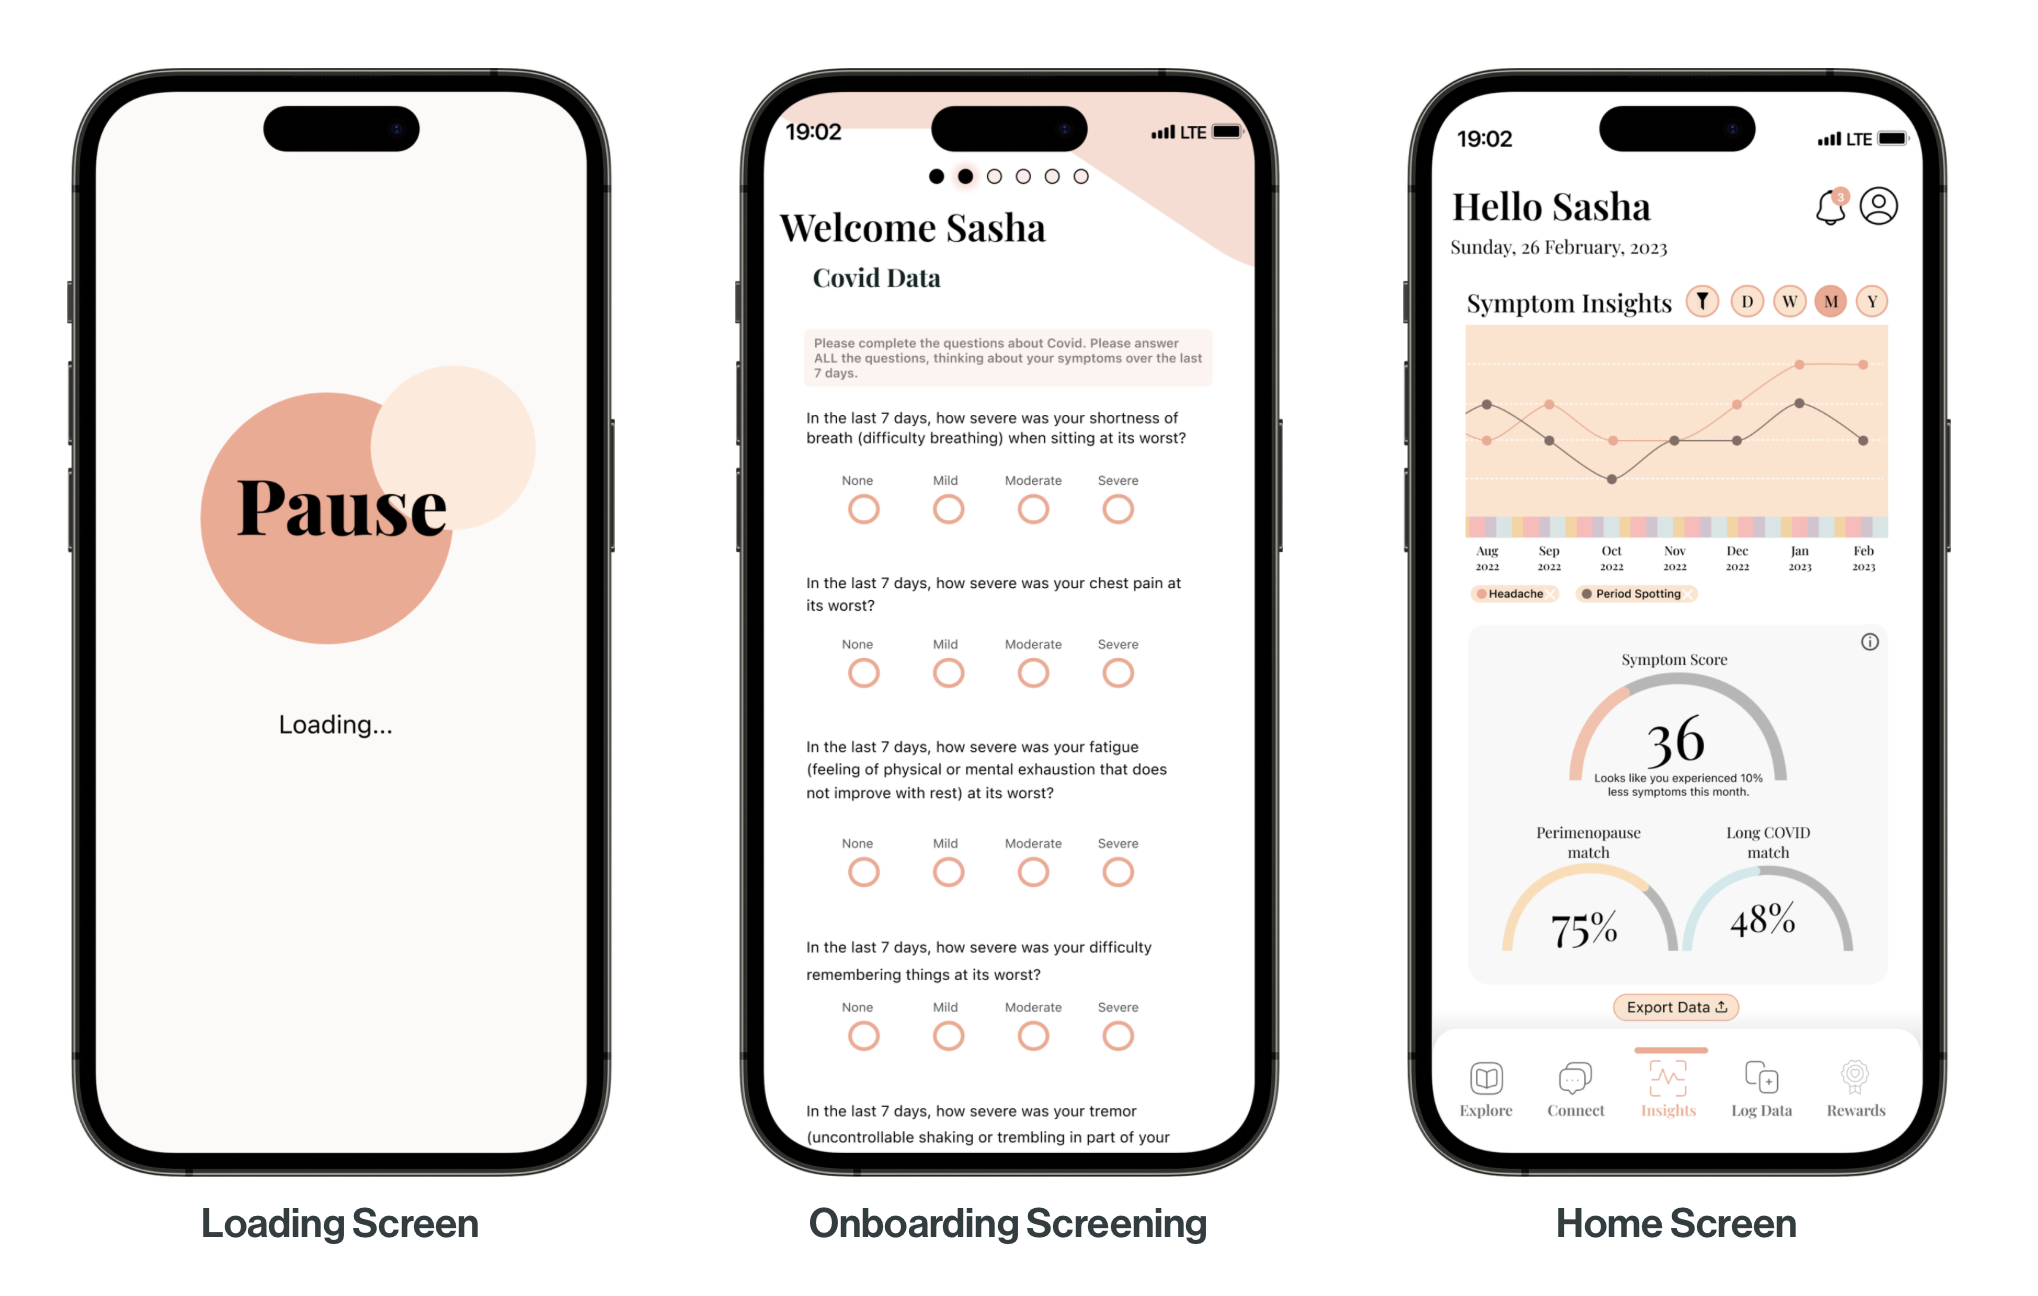 Pause
Loading...
Loading Screen
19:02
LTE
Welcome Sasha
Covid Data
Please complete the questions about Covid. Please answer
ALL the questions, thinking about your symptoms over the last
7 days.
In the last 7 days, how severe was your shortness of
breath (difficulty breathing) when sitting at its worst?
None Mild Moderate Severe
In the last 7 days, how severe was your chest pain at
its worst?
None Mild Moderate Severe
In the last 7 days, how severe was your fatigue
(feeling of physical or mental exhaustion that does
not improve with rest) at its worst?
None Mild Moderate Severe
In the last 7 days, how severe was your difficulty
remembering things at its worst?
None Mild Moderate Severe
In the last 7 days, how severe was your tremor
(uncontrollable shaking or trembling in part of your
Onboarding Screening
19:02
LTE
Hello Sasha
3
Sunday, 26 February, 2023
Symptom Insights D W M Y
Aug Sep Oct Nov Dec Jan Feb
2022 2022 2022 2022 2022 2023 2023
Headache Period Spotting
Symptom Score
36
Looks like you experienced 10%
less symptoms this month.
Perimenopause
match
75%
Long COVID
match
48%
Export Data
Explore Connect Insights Log Data Rewards
Home Screen